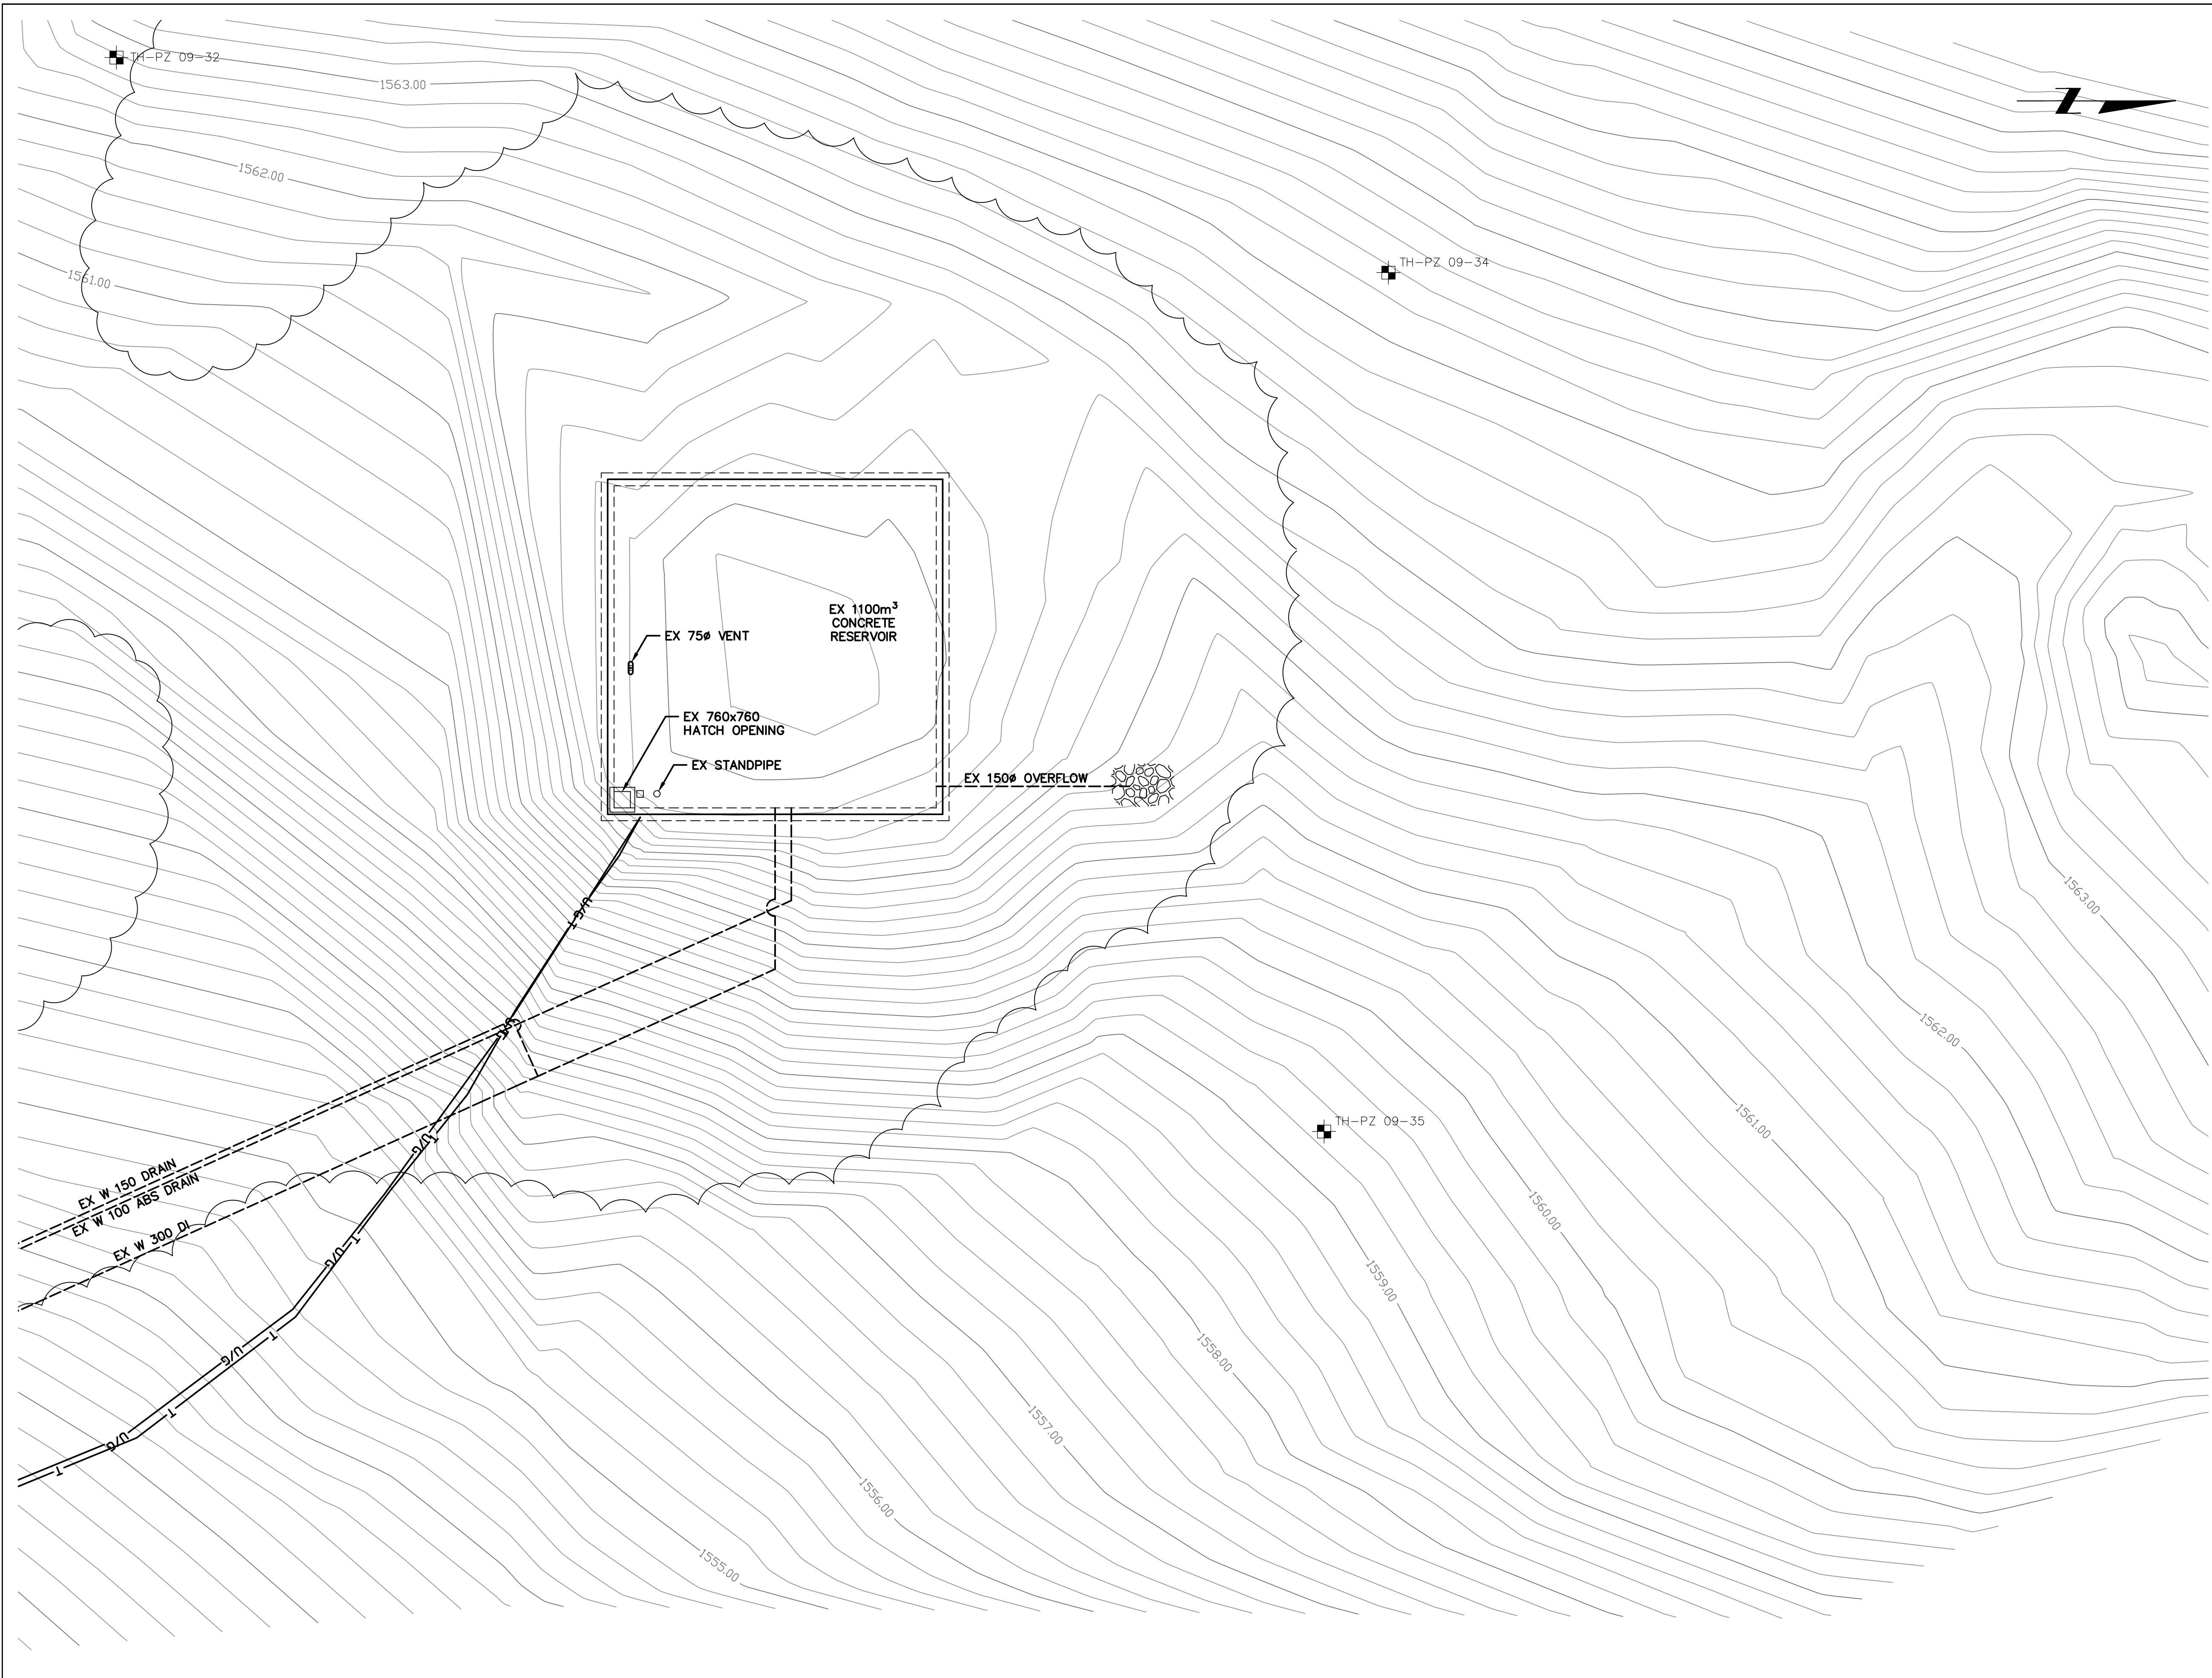 TH-PZ 09-32
1563.00
1562.00
1561.00
TH-PZ 09-34
N
EX 1100m³
CONCRETE
RESERVOIR
EX 75ø VENT
EX 760x760
HATCH OPENING
EX STANDPIPE
EX 150ø OVERFLOW
1563.00
1562.00
1561.00
TH-PZ 09-35
1560.00
1559.00
1558.00
1557.00
1556.00
1555.00
U/G
T
U/G
T
EX W 150 DRAIN
EX W 100 ABS DRAIN
EX W 300 DI
U/G
T
U/G
T
T
U/G
T